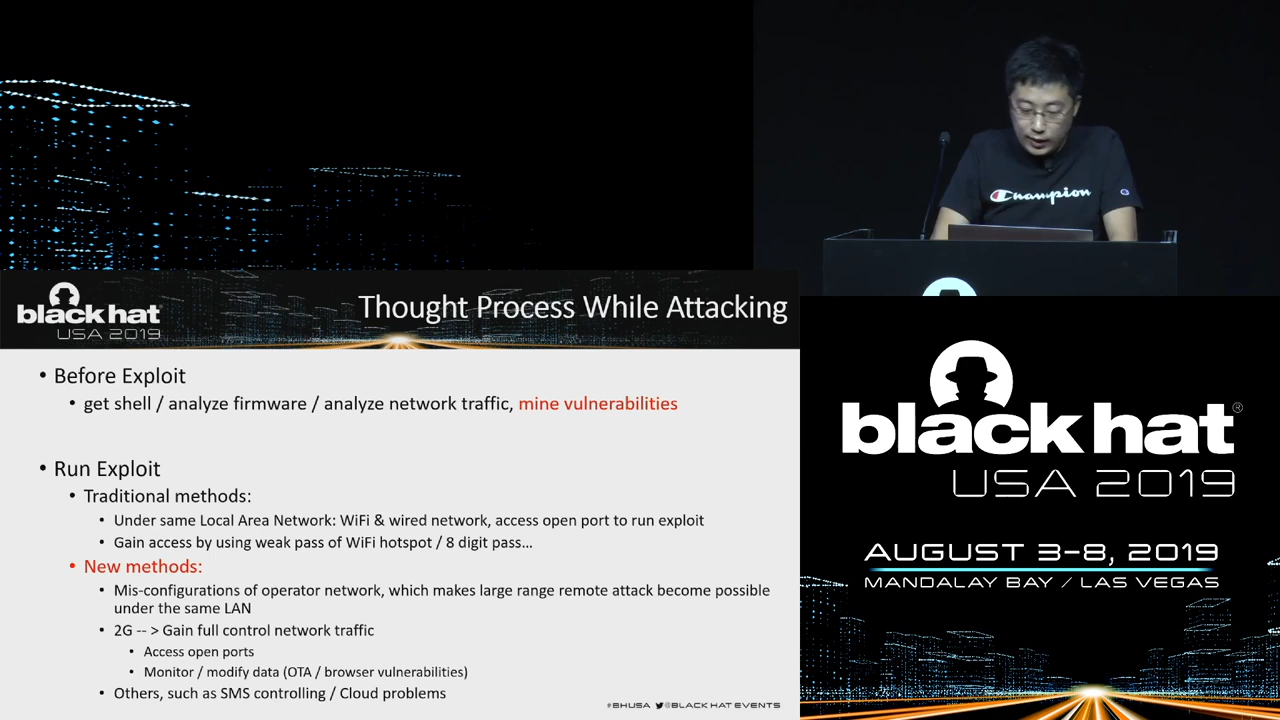 Champion
black hat
USA 2019
Thought Process While Attacking
• Before Exploit
• get shell / analyze firmware / analyze network traffic, mine vulnerabilities
• Run Exploit
• Traditional methods:
• Under same Local Area Network: WiFi & wired network, access open port to run exploit
• Gain access by using weak pass of WiFi hotspot / 8 digit pass...
• New methods:
• Mis-configurations of operator network, which makes large range remote attack become possible
under the same LAN
• 2G -- > Gain full control network traffic
• Access open ports
• Monitor / modify data (OTA / browser vulnerabilities)
• Others, such as SMS controlling / Cloud problems
#BHUSA @BLACK HAT EVENTS
black hat®
USA 2019
AUGUST 3-8, 2019
MANDALAY BAY / LAS VEGAS